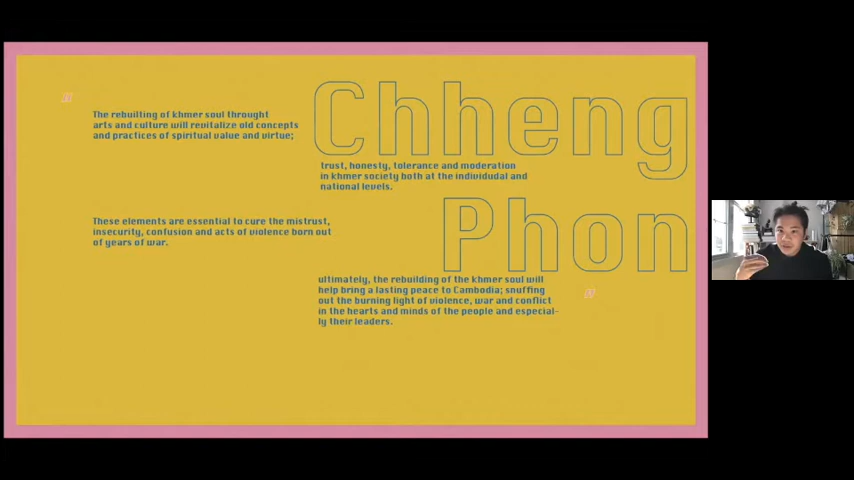 "
The rebuilting of khmer soul throught
arts and culture will revitalize old concepts
and practices of spiritual value and virtue;
Chheng
trust, honesty, tolerance and moderation
in khmer society both at the individudal and
national levels.
These elements are essential to cure the mistrust,
insecurity, confusion and acts of violence born out
of years of war.
Phon
ultimately, the rebuilding of the khmer soul will
help bring a lasting peace to Cambodia; snuffing
out the burning light of violence, war and conflict
in the hearts and minds of the people and especial-
ly their leaders.
"